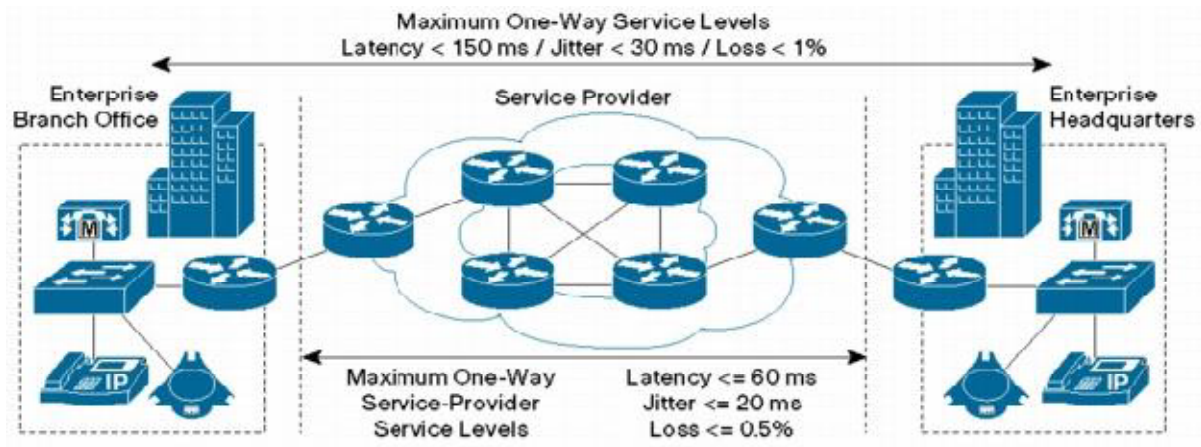 Maximum One-Way Service Levels
Latency < 150 ms / Jitter < 30 ms / Loss < 1%
Enterprise
Branch Office
Service Provider
Enterprise
Headquarters
M
M
IP
IP
Maximum One-Way
Service-Provider
Service Levels
Latency <= 60 ms
Jitter <= 20 ms
Loss <= 0.5%